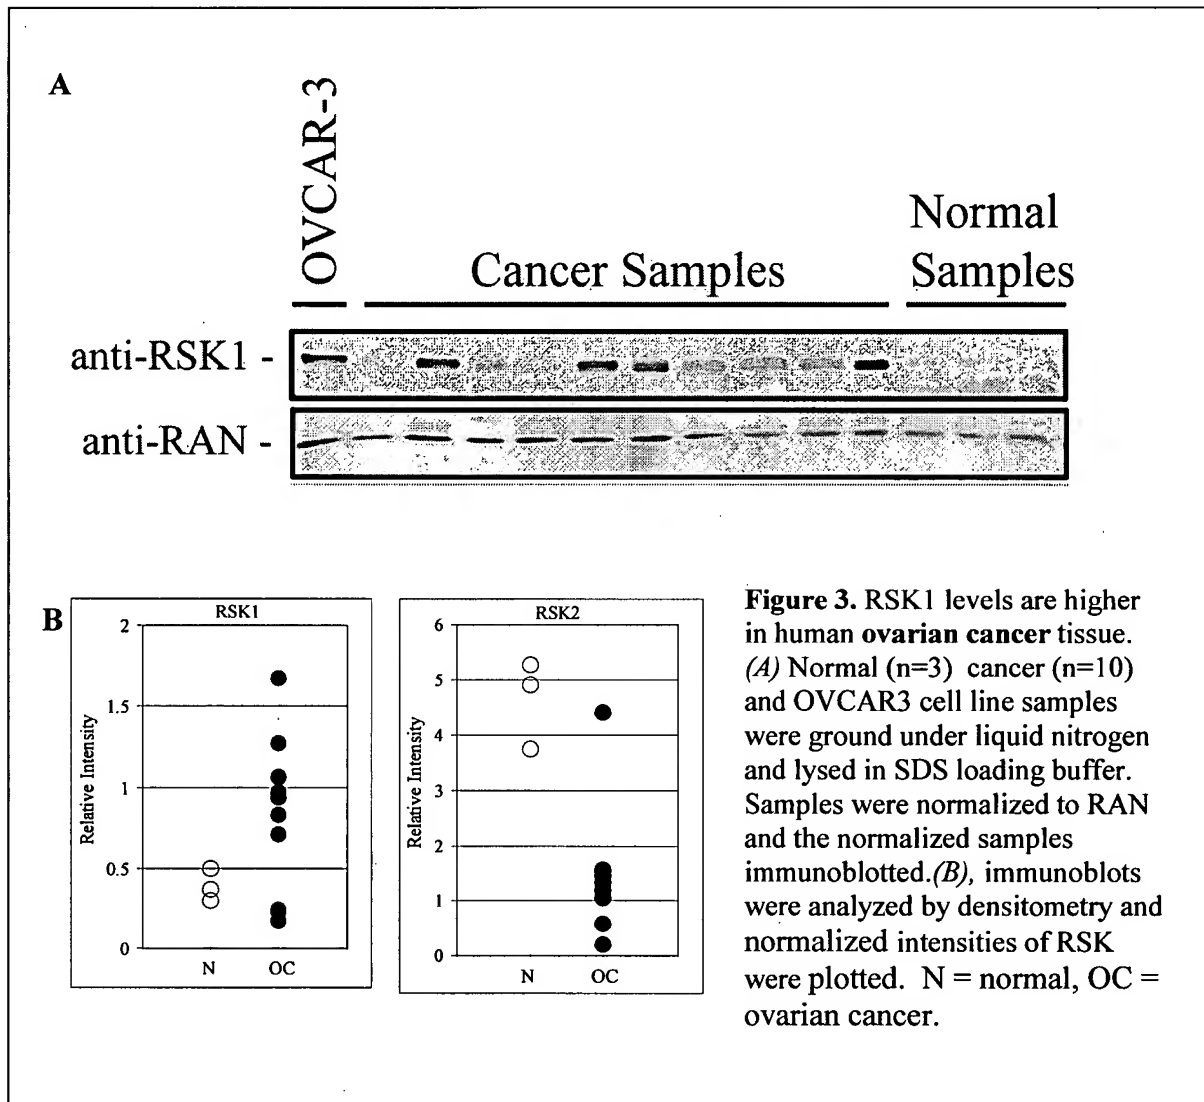 A
OVCAR-3
Cancer Samples
Normal
Samples
anti-RSK1 -
anti-RAN -
B
RSK1
2
1.5
1
0.5
0
Relative Intensity
N
OC
RSK2
6
5
4
3
2
1
0
Relative Intensity
N
OC
Figure 3. RSK1 levels are higher
in human ovarian cancer tissue.
(A) Normal (n=3) cancer (n=10)
and OVCAR3 cell line samples
were ground under liquid nitrogen
and lysed in SDS loading buffer.
Samples were normalized to RAN
and the normalized samples
immunoblotted.(B), immunoblots
were analyzed by densitometry and
normalized intensities of RSK
were plotted. N = normal, OC =
ovarian cancer.